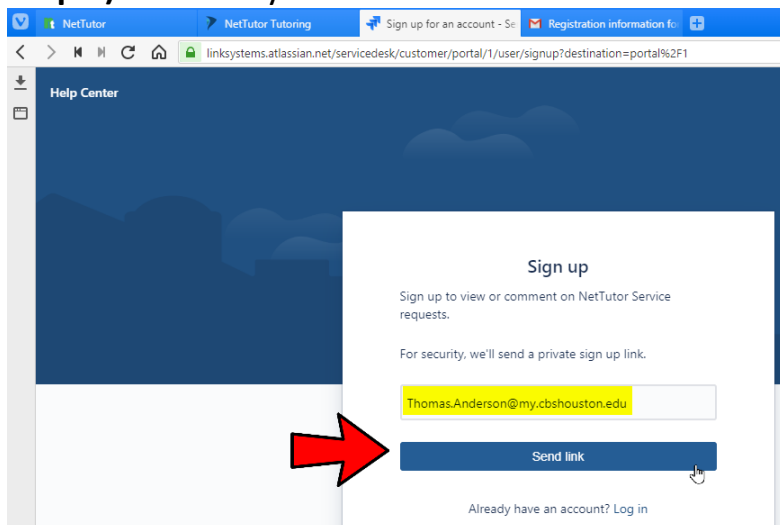 NetTutor
NetTutor Tutoring
Sign up for an account - Se
Registration information fo
linksystems.atlassian.net/servicedesk/customer/portal/1/user/signup?destination=portal%2F1
Help Center
Sign up
Sign up to view or comment on NetTutor Service
requests.
For security, we'll send a private sign up link.
Thomas.Anderson@my.cbshouston.edu
Send link
Already have an account? Log in